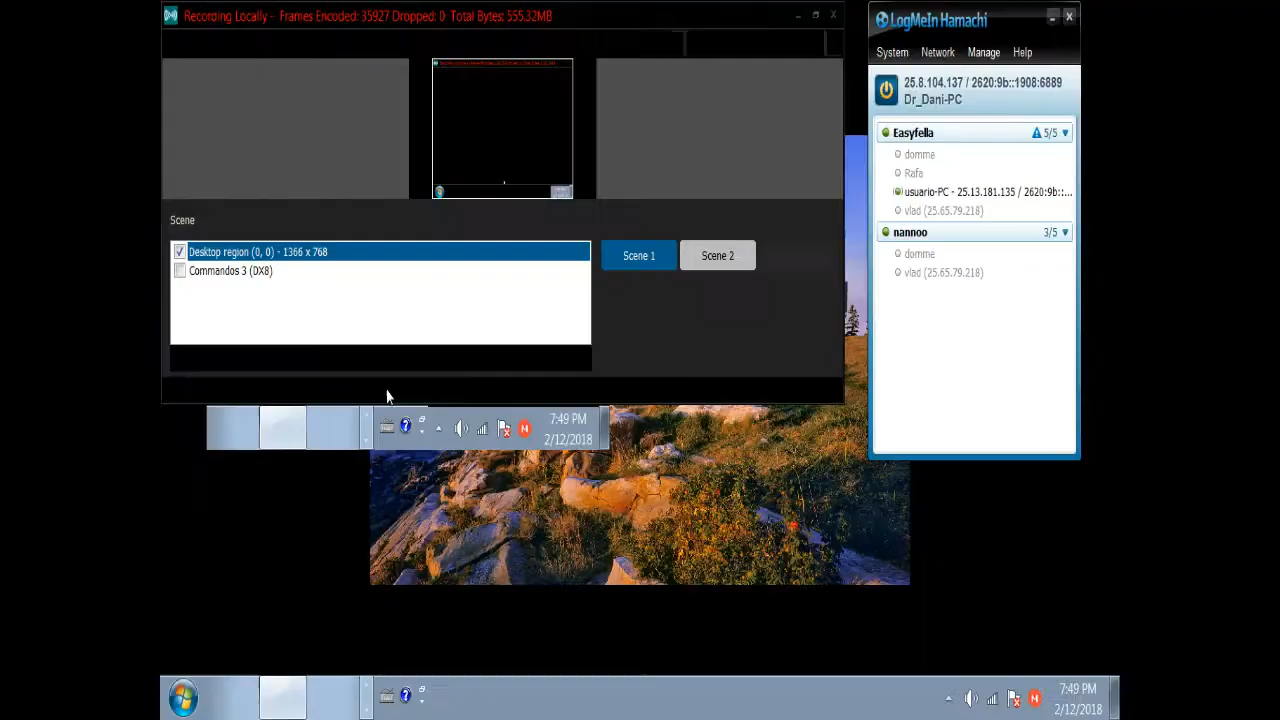 Recording Locally - Frames Encoded: 35927 Dropped: 0 Total Bytes: 555.32MB
LogMeIn Hamachi
System Network Manage Help
25.8.104.137 / 2620:9b::1908:6889
Dr_Dani-PC
Easyfella 5/5
domme
Rafa
usuario-PC - 25.13.181.135 / 2620:9b::...
vlad (25.65.79.218)
nannoo 3/5
domme
vlad (25.65.79.218)
Scene
Desktop region (0, 0) - 1366 x 768
Commandos 3 (DX8)
Scene 1 Scene 2
7:49 PM
2/12/2018
7:49 PM
2/12/2018